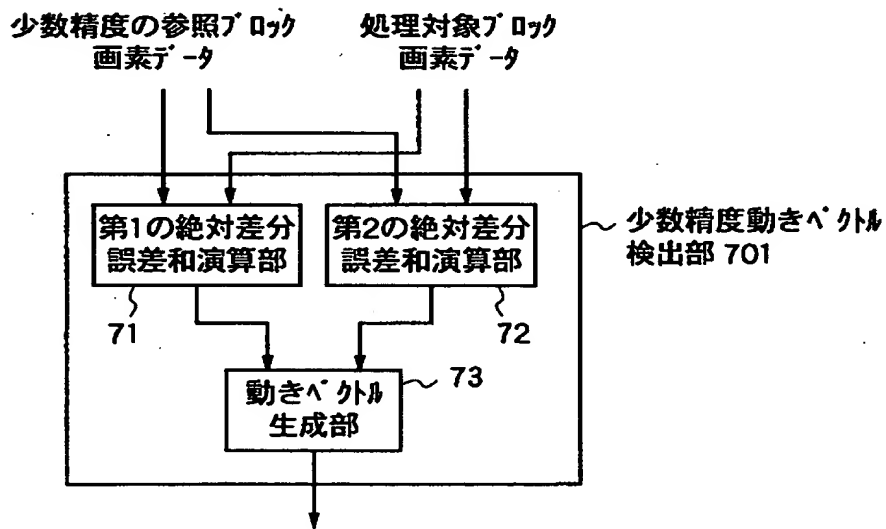 少数精度の参照ブロック
画素データ
処理対象ブロック
画素データ
第1の絶対差分
誤差和演算部
第2の絶対差分
誤差和演算部
少数精度動きベクトル
検出部 701
71
72
動きベクトル
生成部
73